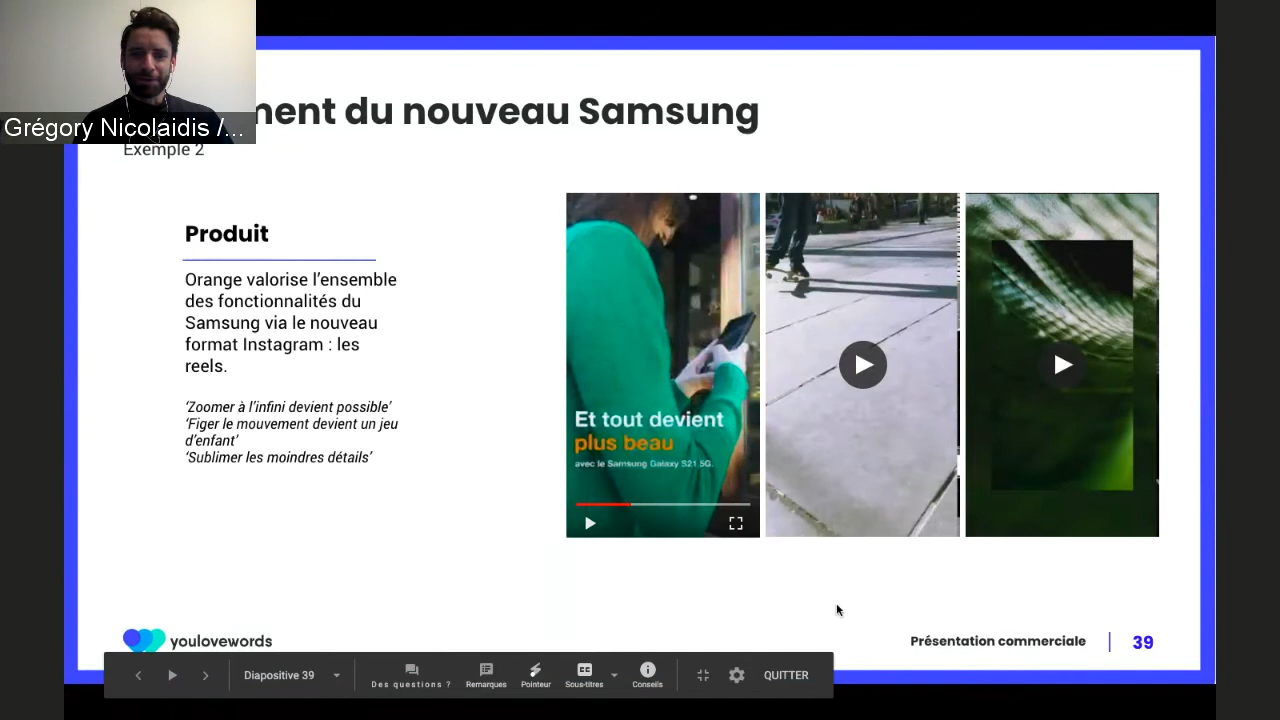 Grégory Nicolaidis /...
ment du nouveau Samsung
Exemple 2
Produit
Orange valorise l’ensemble
des fonctionnalités du
Samsung via le nouveau
format Instagram : les
reels.
‘Zoomer à l’infini devient possible’
‘Figer le mouvement devient un jeu
d’enfant’
‘Sublimer les moindres détails’
Et tout devient
plus beau
avec le Samsung Galaxy S21 5G.
youlovewords
Présentation commerciale
39
Diapositive 39
Des questions ?
Remarques
Pointeur
Sous-titres
Conseils
QUITTER